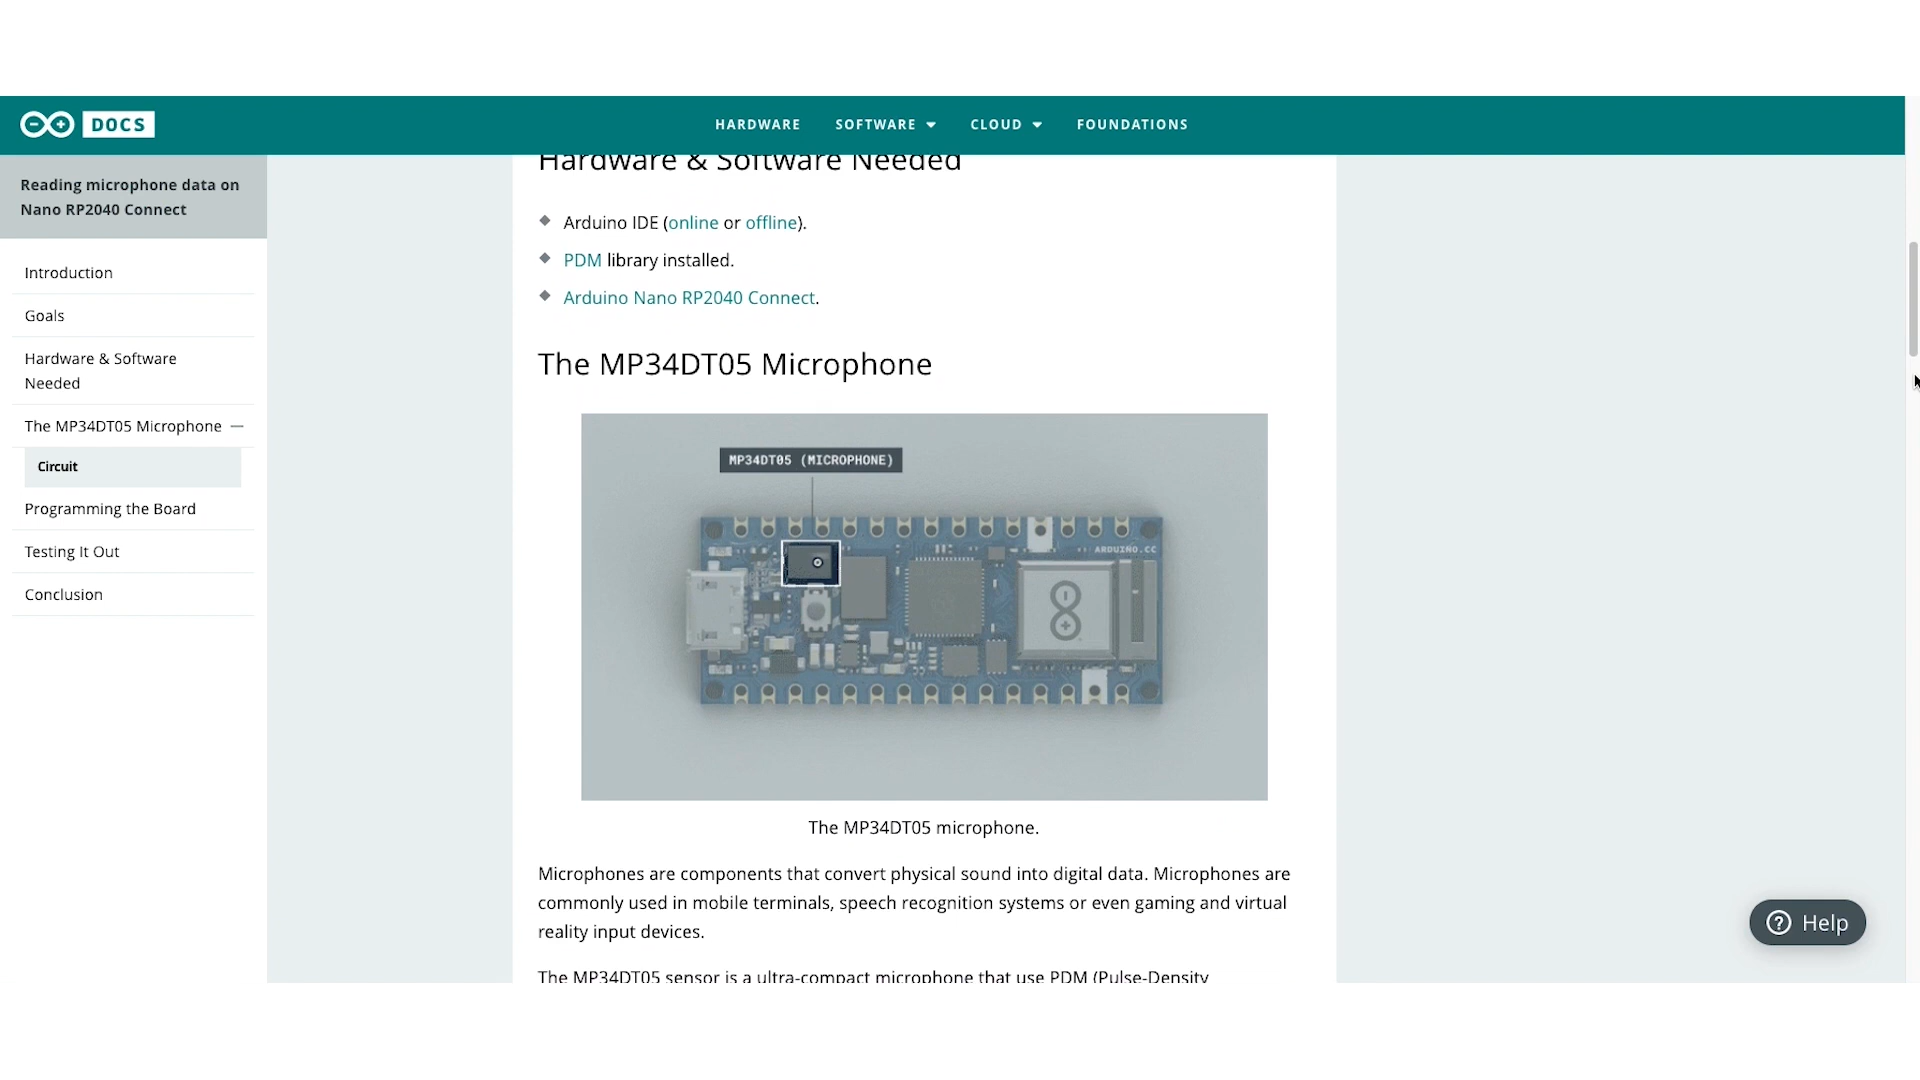 DOCS
HARDWARE SOFTWARE CLOUD FOUNDATIONS
Reading microphone data on
Nano RP2040 Connect
Introduction
Goals
Hardware & Software
Needed
The MP34DT05 Microphone
Circuit
Programming the Board
Testing It Out
Conclusion
Hardware & Software Needed
Arduino IDE (online or offline).
PDM library installed.
Arduino Nano RP2040 Connect.
The MP34DT05 Microphone
MP34DT05 (MICROPHONE)
ARDUINO.CC
The MP34DT05 microphone.
Microphones are components that convert physical sound into digital data. Microphones are
commonly used in mobile terminals, speech recognition systems or even gaming and virtual
reality input devices.
The MP34DT05 sensor is a ultra-compact microphone that use PDM (Pulse-Density
Help